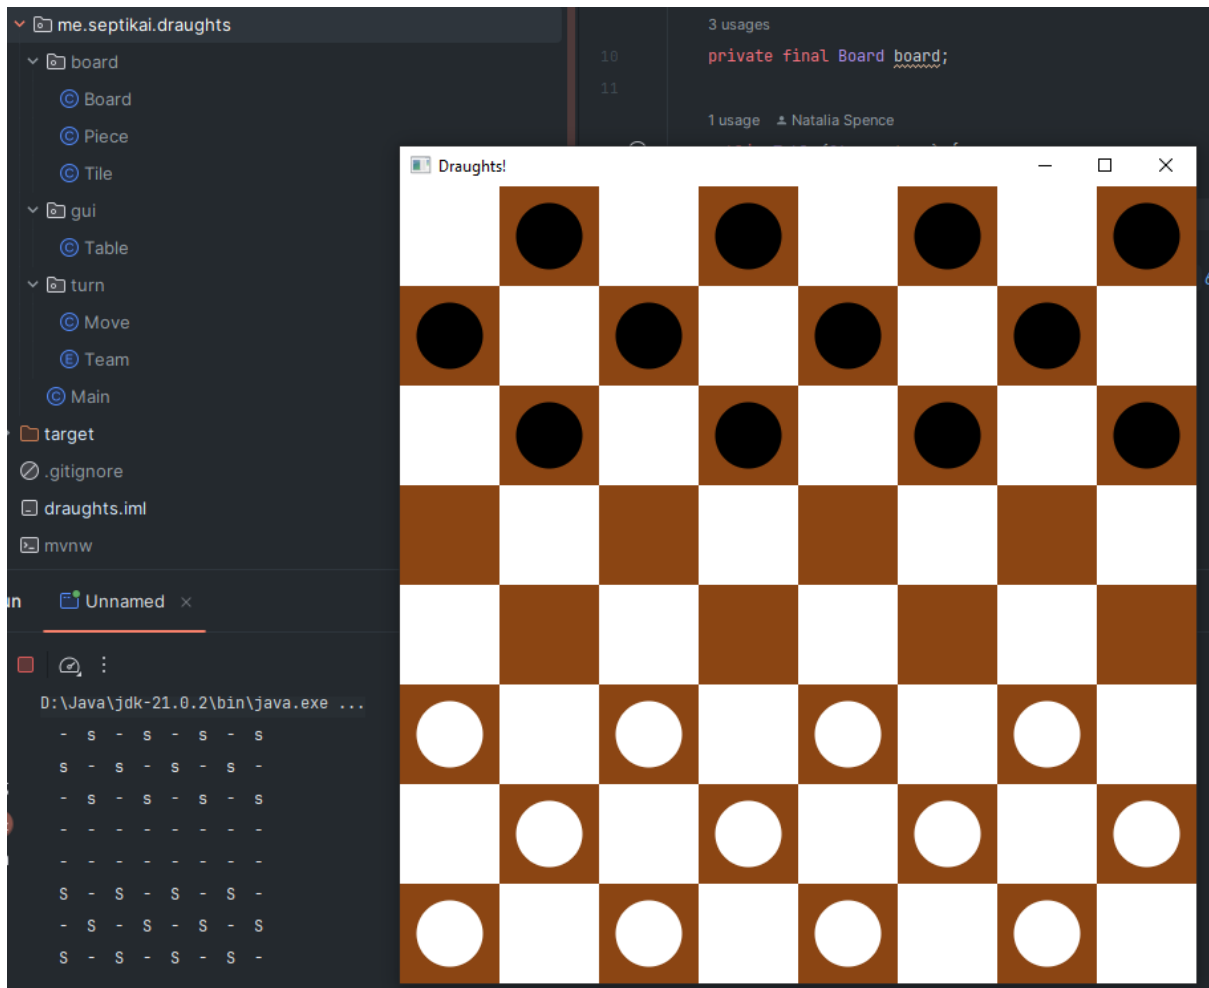 me.septikai.draughts
board
Board
Piece
Tile
gui
Table
turn
Move
Team
Main
target
.gitignore
draughts.iml
mvnw
3 usages
10 private final Board board;
11
1 usage Natalia Spence
Draughts!
Unnamed
D:\Java\jdk-21.0.2\bin\java.exe ...
- s - s - s - s
s - s - s - s -
- s - s - s - s
- - - - - - - -
- - - - - - - -
S - S - S - S -
- S - S - S - S
S - S - S - S -